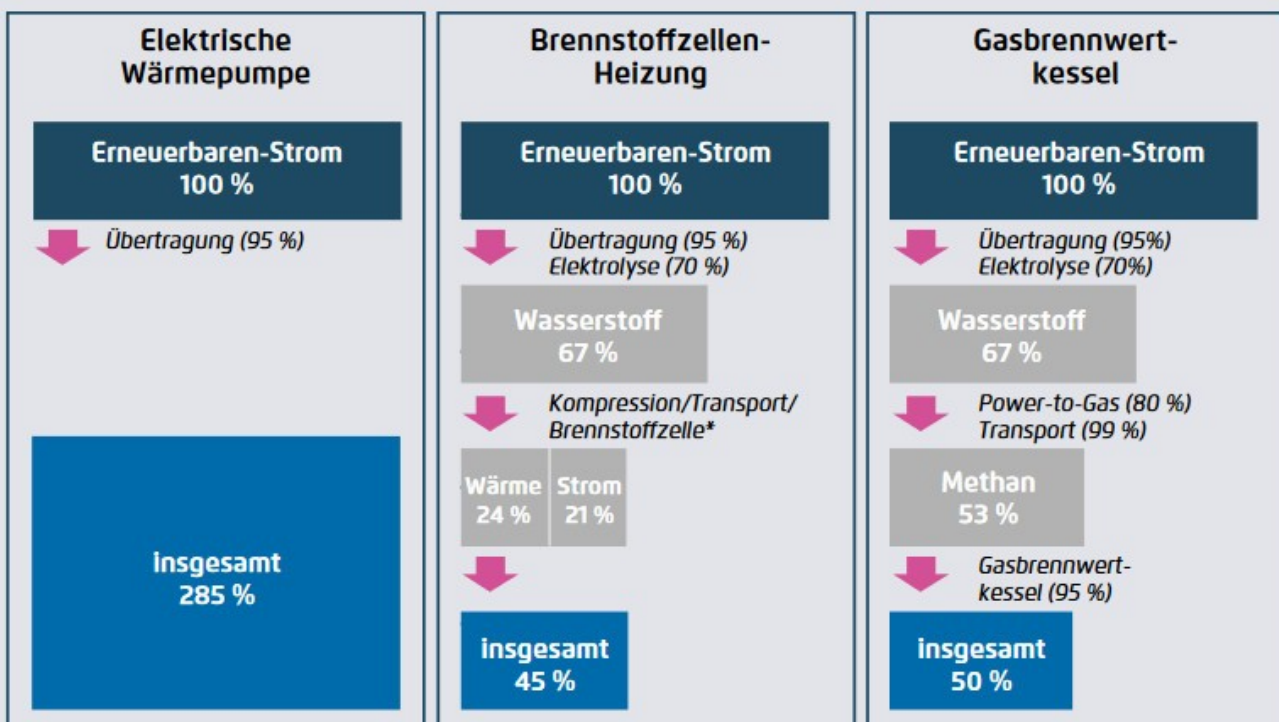 Elektrische
Wärmepumpe
Erneuerbaren-Strom
100 %
Übertragung (95 %)
insgesamt
285 %
Brennstoffzellen-
Heizung
Erneuerbaren-Strom
100 %
Übertragung (95 %)
Elektrolyse (70 %)
Wasserstoff
67 %
Kompression/Transport/
Brennstoffzelle*
Wärme
24 %
Strom
21 %
insgesamt
45 %
Gasbrennwert-
kessel
Erneuerbaren-Strom
100 %
Übertragung (95%)
Elektrolyse (70%)
Wasserstoff
67 %
Power-to-Gas (80 %)
Transport (99 %)
Methan
53 %
Gasbrennwert-
kessel (95 %)
insgesamt
50 %